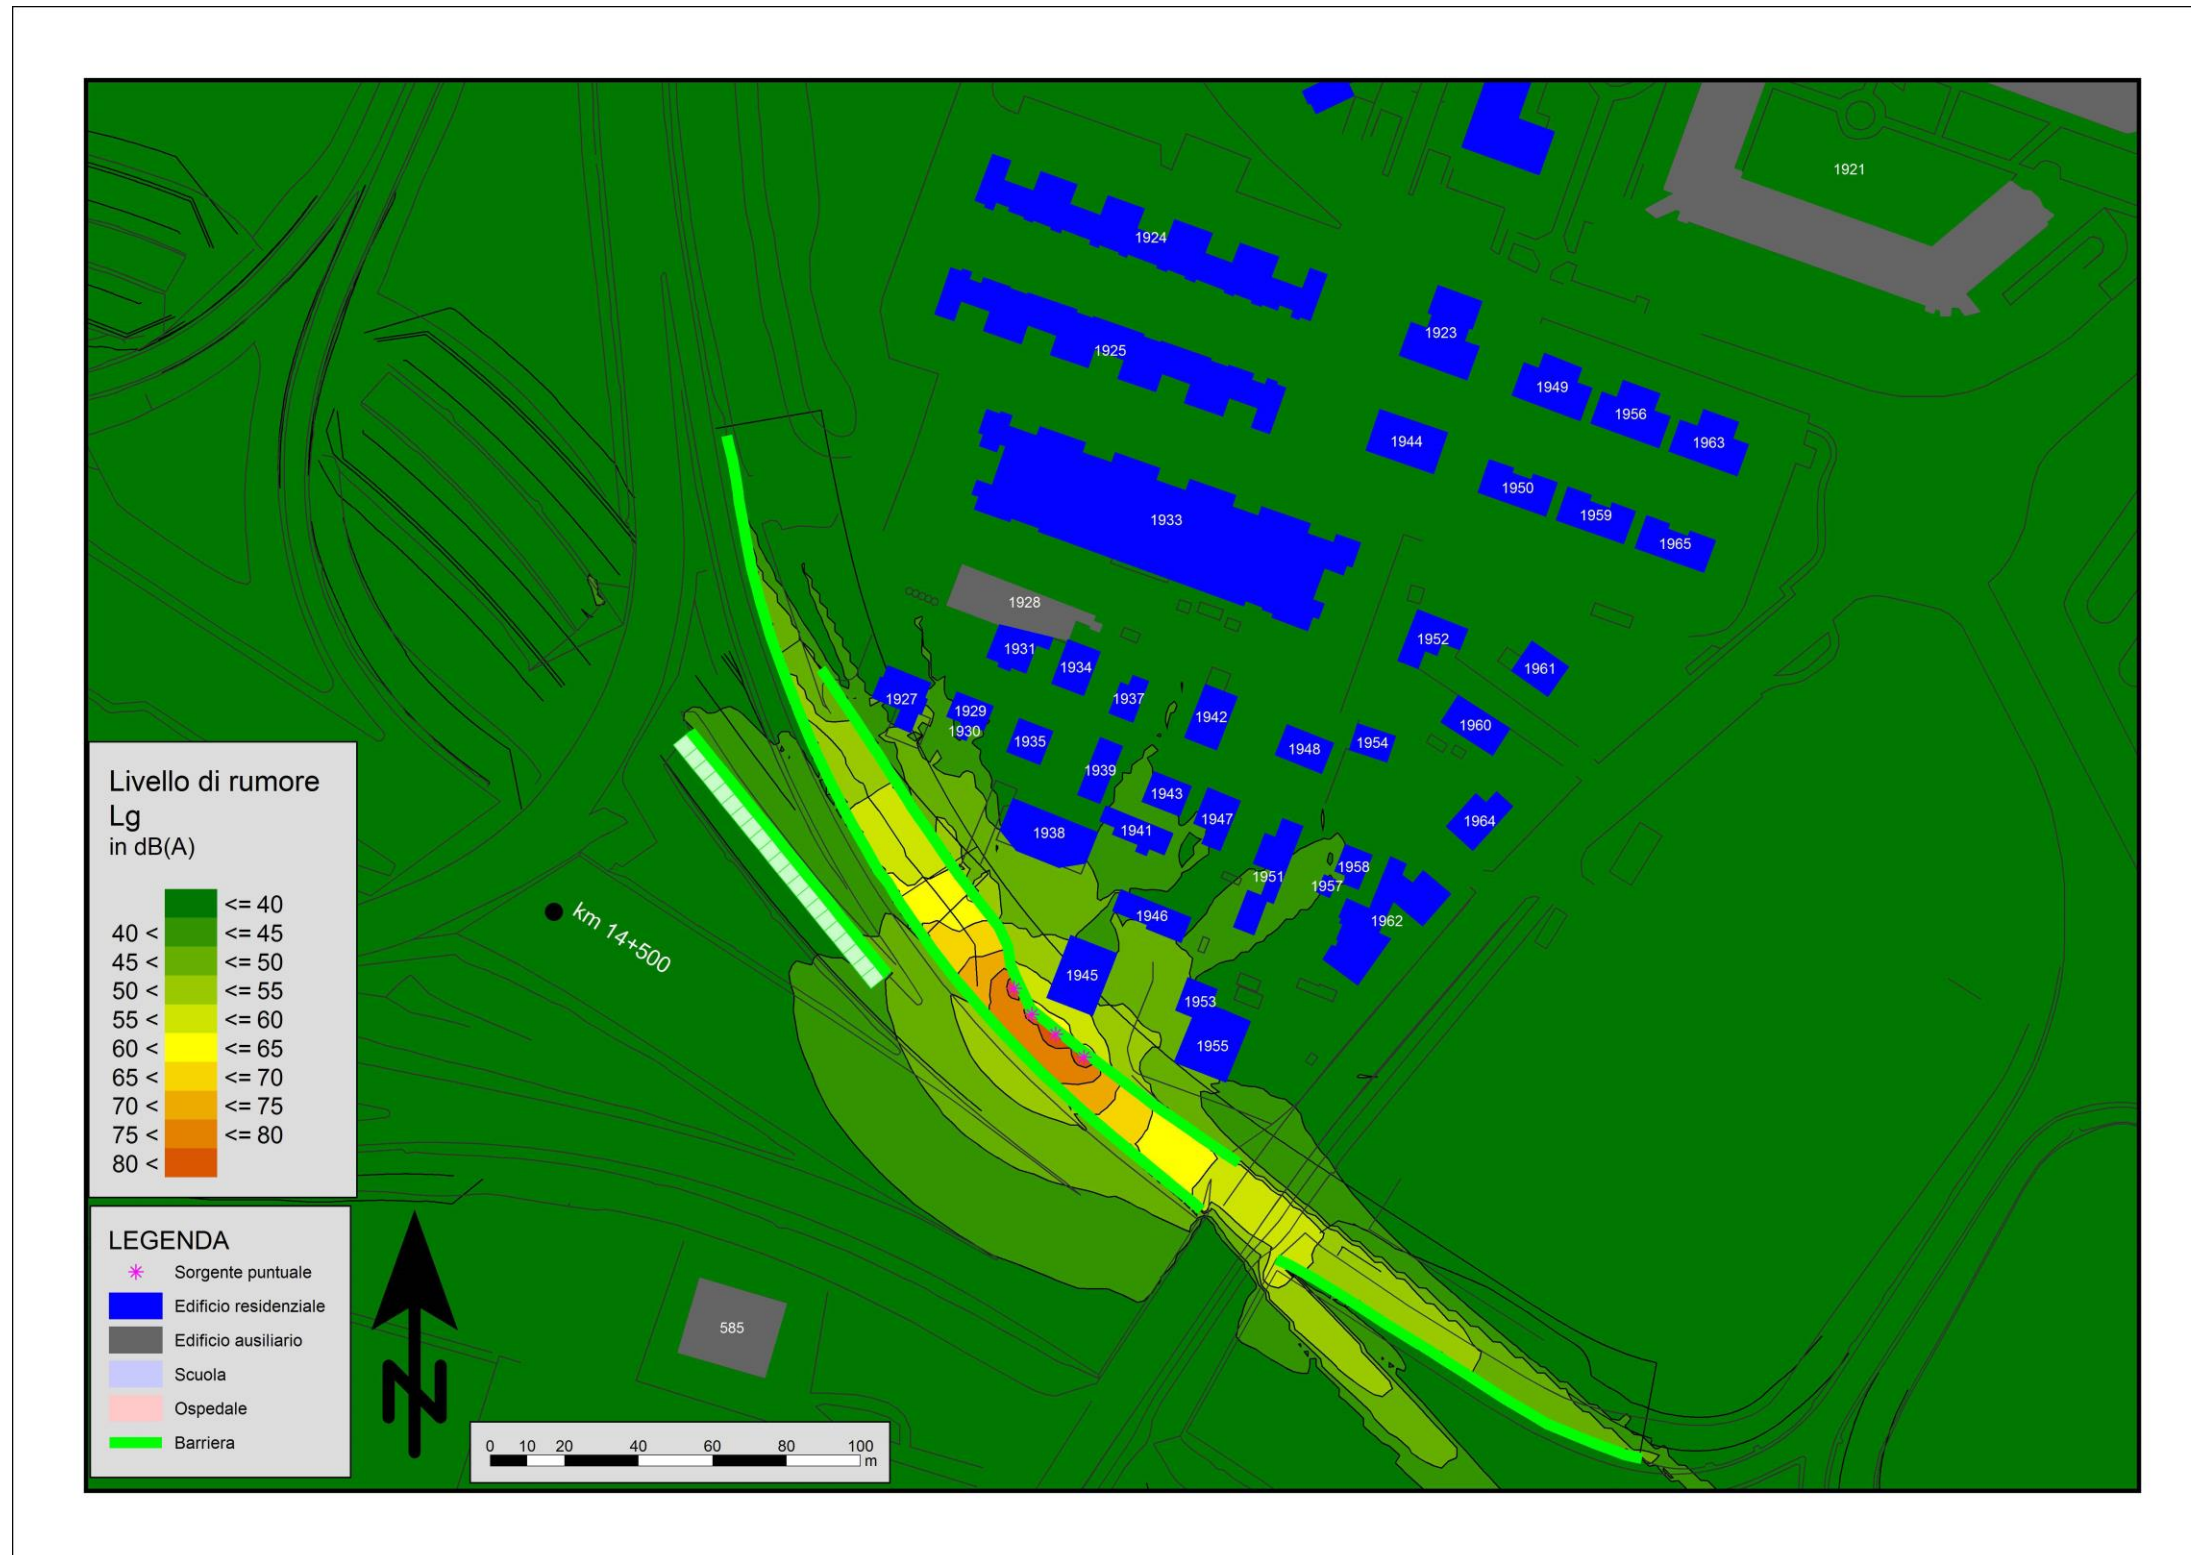 1921
1924
1923
1925
1949
1956
1963
1944
1950
1959
1965
1933
1928
1952
1961
1931
1934
1927
1937
1929
1930
1942
1960
1935
1948
1954
1939
1943
1947
1964
1938
1941
1951
1958
1957
1946
1962
1945
1953
1955
km 14+500
585
Livello di rumore
Lg
in dB(A)
<= 40
40 < <= 45
45 < <= 50
50 < <= 55
55 < <= 60
60 < <= 65
65 < <= 70
70 < <= 75
75 < <= 80
80 <
LEGENDA
Sorgente puntuale
Edificio residenziale
Edificio ausiliario
Scuola
Ospedale
Barriera
N
0 10 20 40 60 80 100
m